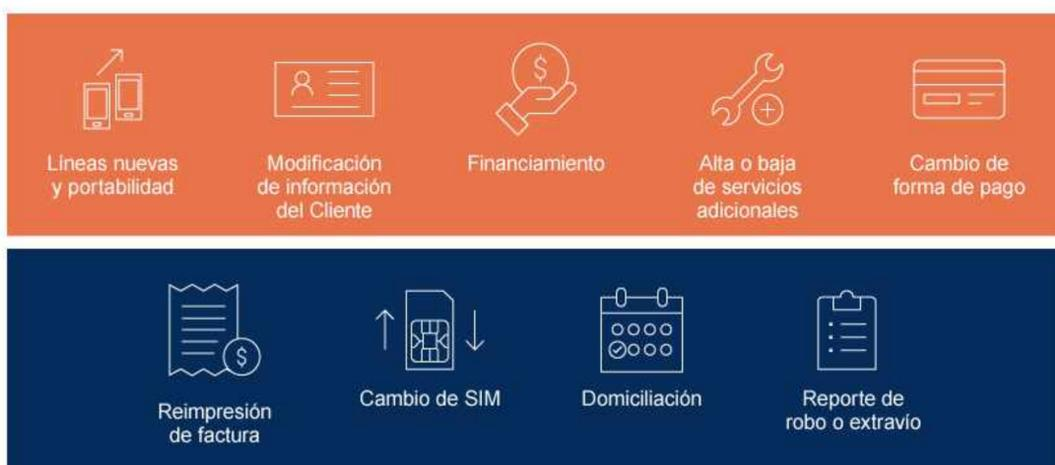 Líneas nuevas
y portabilidad
Modificación
de información
del Cliente
Financiamiento
Alta o baja
de servicios
adicionales
Cambio de
forma de pago
Reimpresión
de factura
Cambio de SIM
Domiciliación
Reporte de
robo o extravío